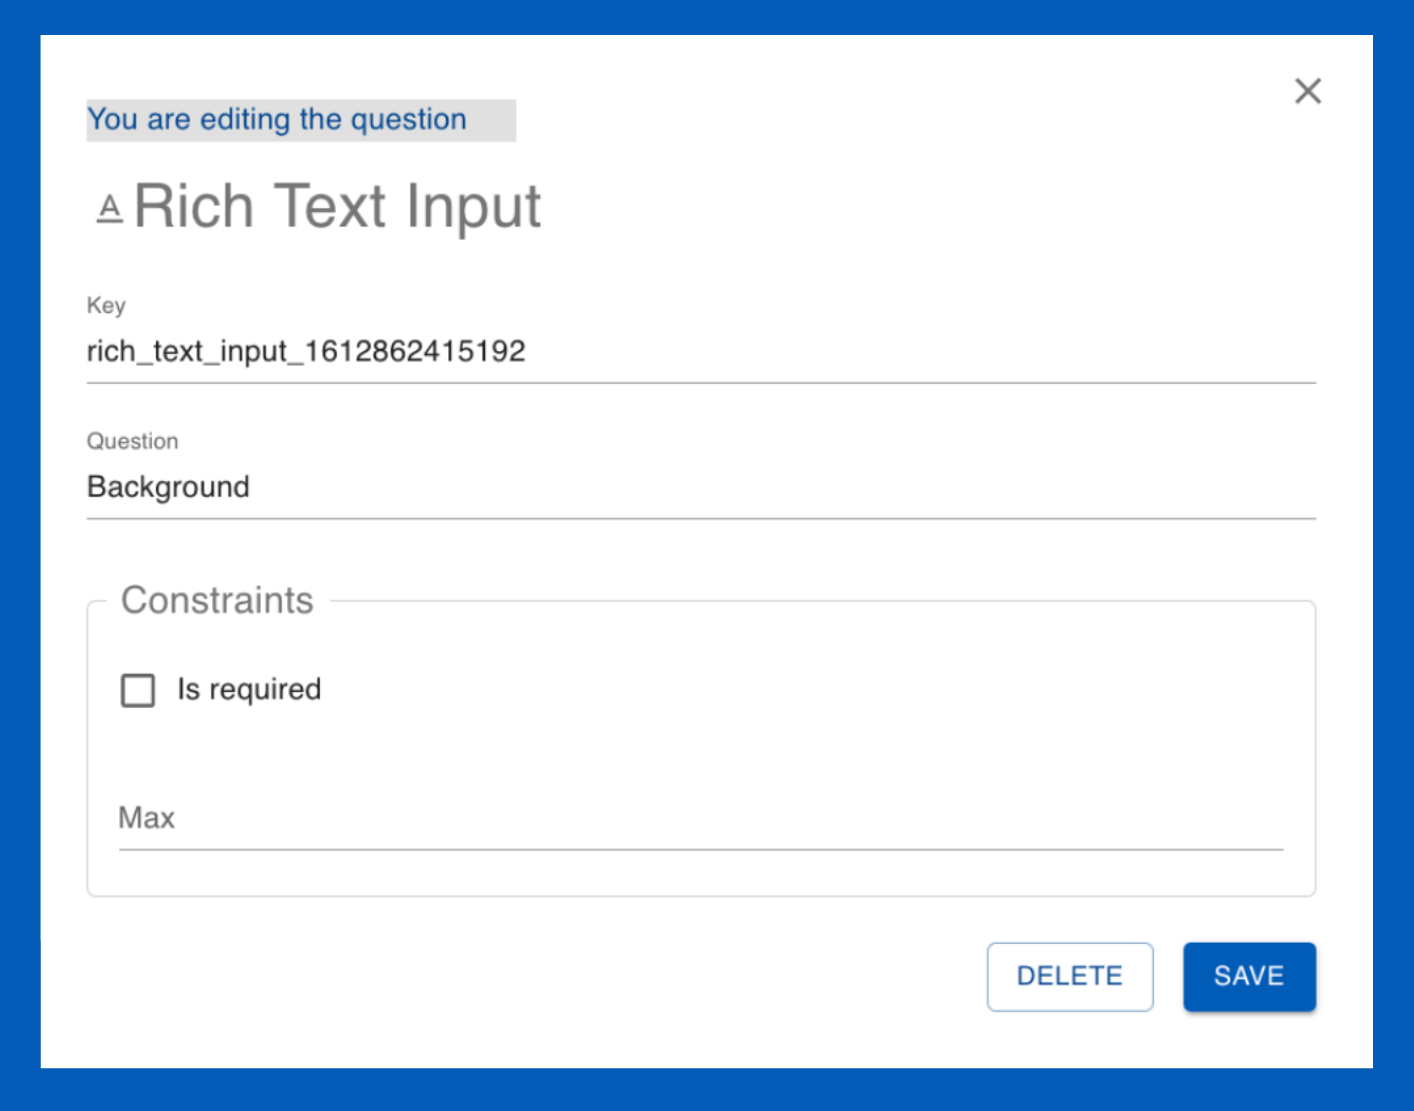 You are editing the question
A Rich Text Input
Key
rich_text_input_1612862415192
Question
Background
Constraints
Is required
Max
DELETE
SAVE